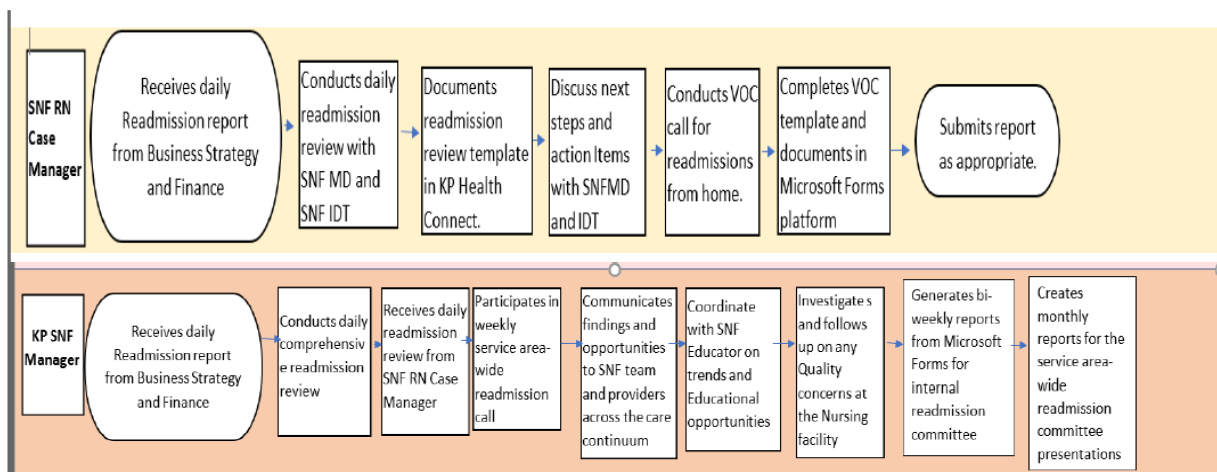 SNF RN
Case
Manager
Receives daily
Readmission report
from Business Strategy
and Finance
Conducts daily
readmission
review with
SNF MD and
SNF IDT
Documents
readmission
review template
in KP Health
Connect.
Discuss next
steps and
action Items
with SNFMD
and IDT
Conducts VOC
call for
readmissions
from home.
Completes VOC
template and
documents in
Microsoft Forms
platform
Submits report
as appropriate.
KP SNF
Manager
Receives daily
Readmission report
from Business Strategy
and Finance
Conducts daily
comprehensiv
e readmission
review
Receives daily
readmission
review from
SNF RN Case
Manager
Participates in
weekly
service area-
wide
readmission
call
Communicates
findings and
opportunities
to SNF team
and providers
across the care
continuum
Coordinate
with SNF
Educator on
trends and
Educational
opportunities
Investigate s
and follows
up on any
Quality
concerns at
the Nursing
facility
Generates bi-
weekly reports
from Microsoft
Forms for
internal
readmission
committee
Creates
monthly
reports for the
service area-
wide
readmission
committee
presentations